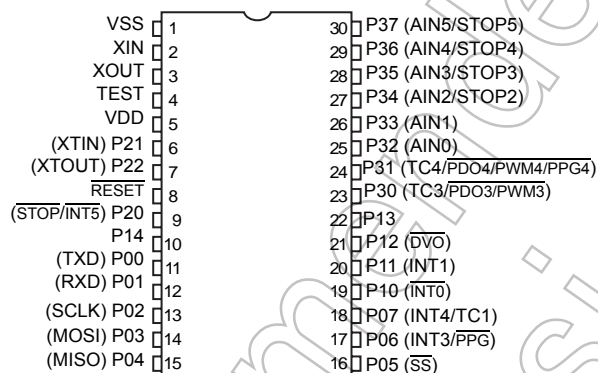 VSS 1
XIN 2
XOUT 3
TEST 4
VDD 5
(XTIN) P21 6
(XTOUT) P22 7
RESET 8
(STOP/INT5) P20 9
P14 10
(TXD) P00 11
(RXD) P01 12
(SCLK) P02 13
(MOSI) P03 14
(MISO) P04 15
30 P37 (AIN5/STOP5)
29 P36 (AIN4/STOP4)
28 P35 (AIN3/STOP3)
27 P34 (AIN2/STOP2)
26 P33 (AIN1)
25 P32 (AIN0)
24 P31 (TC4/PDO4/PWM4/PPG4)
23 P30 (TC3/PDO3/PWM3)
22 P13
21 P12 (DVO)
20 P11 (INT1)
19 P10 (INT0)
18 P07 (INT4/TC1)
17 P06 (INT3/PPG)
16 P05 (SS)